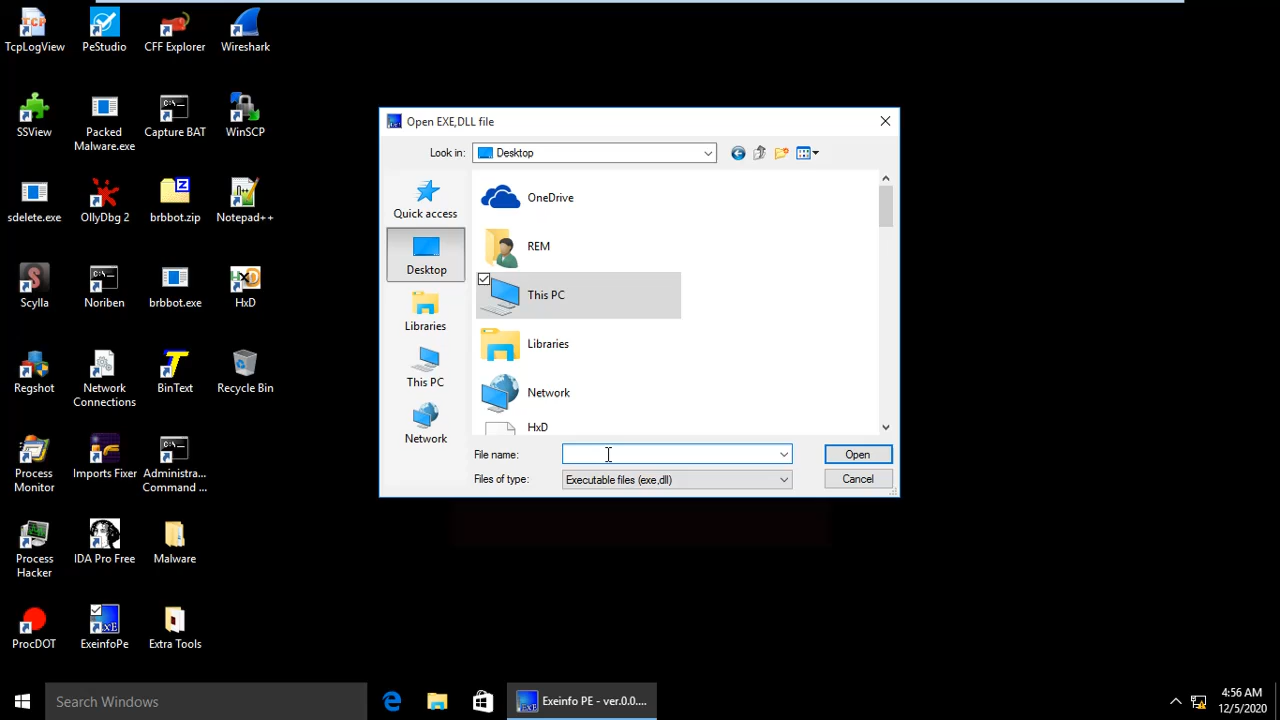 TcpLogView
PeStudio
CFF Explorer
Wireshark
SSView
Packed
Malware.exe
Capture BAT
WinSCP
sdelete.exe
OllyDbg 2
brbbot.zip
Notepad++
Scylla
Noriben
brbbot.exe
HxD
Regshot
Network
Connections
BinText
Recycle Bin
Process
Monitor
Imports Fixer
Administra...
Command ...
Process
Hacker
IDA Pro Free
Malware
ProcDOT
ExeinfoPe
Extra Tools
Open EXE,DLL file
Look in:
Desktop
Quick access
Desktop
Libraries
This PC
Network
OneDrive
REM
This PC
Libraries
Network
HxD
File name:
Open
Files of type:
Executable files (exe,dll)
Cancel
Search Windows
Exeinfo PE - ver.0.0....
4:56 AM
12/5/2020